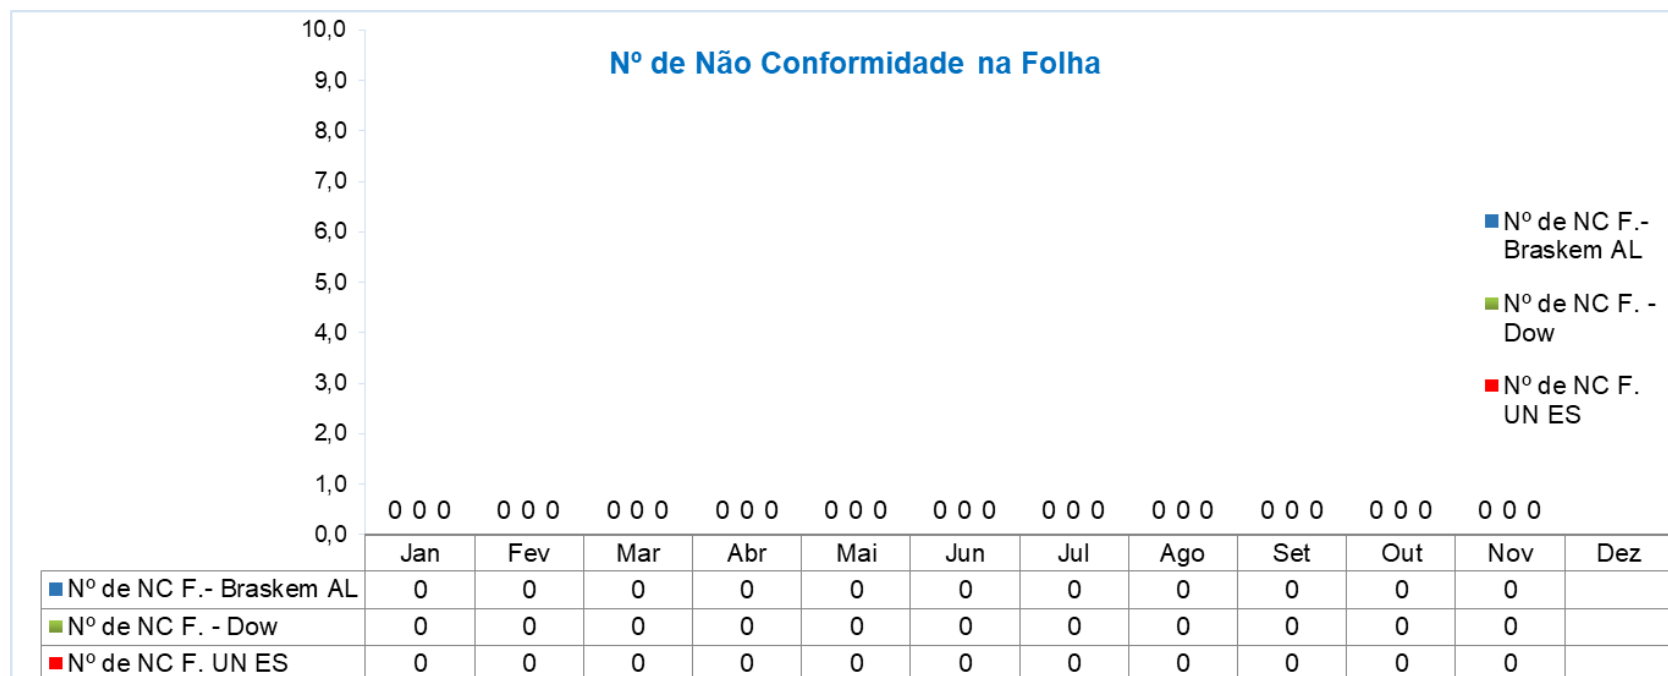 Nº de Não Conformidade na Folha
10,0
9,0
8,0
7,0
6,0
5,0
4,0
3,0
2,0
1,0
0,0
Nº de NC F.-
Braskem AL
Nº de NC F. -
Dow
Nº de NC F.
UN ES
0 0 0 0 0 0 0 0 0 0 0 0 0 0 0 0 0 0 0 0 0 0 0 0 0 0 0 0 0 0 0 0 0
Jan Fev Mar Abr Mai Jun Jul Ago Set Out Nov Dez
Nº de NC F.- Braskem AL 0 0 0 0 0 0 0 0 0 0 0
Nº de NC F. - Dow 0 0 0 0 0 0 0 0 0 0 0
Nº de NC F. UN ES 0 0 0 0 0 0 0 0 0 0 0